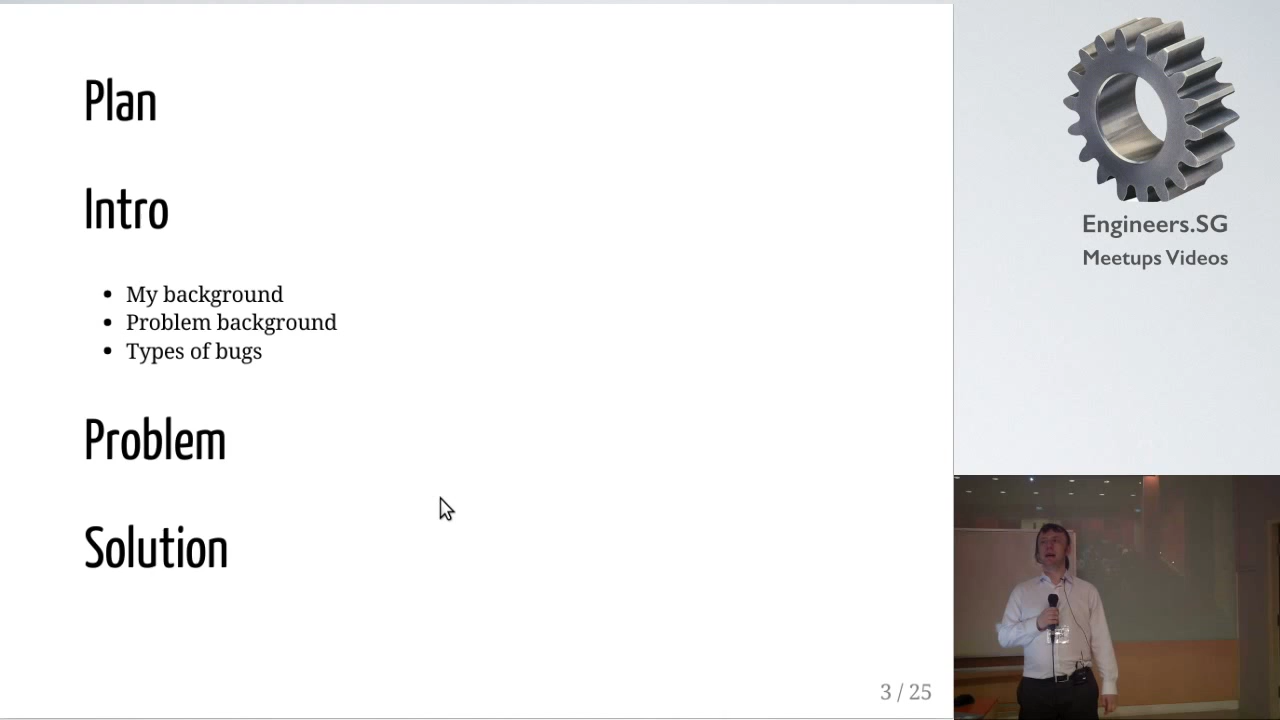 Plan
Intro
My background
Problem background
Types of bugs
Problem
Solution
3 / 25
Engineers.SG
Meetups Videos